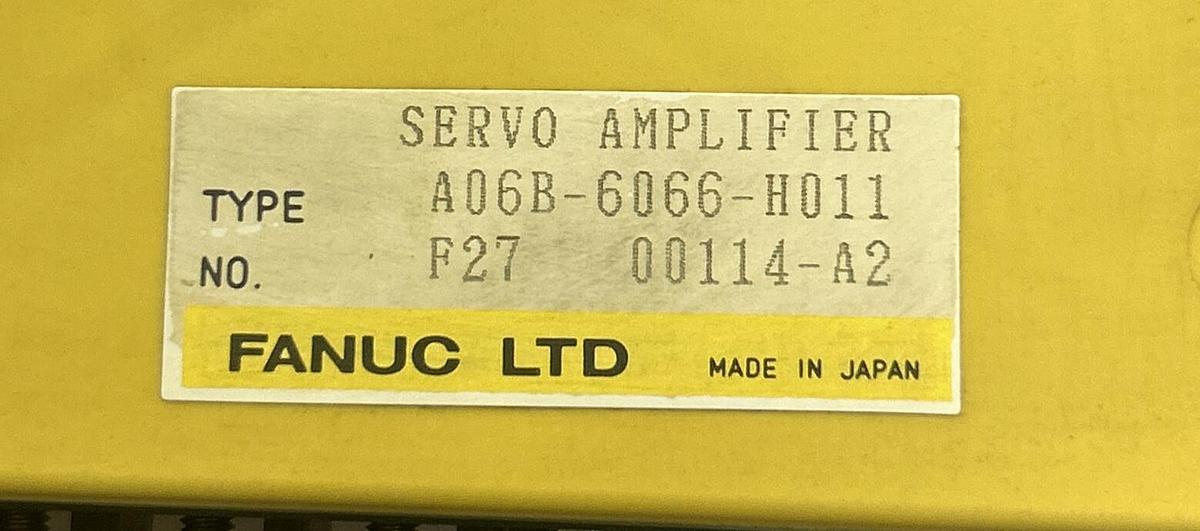 SERVO AMPLIFIER
TYPE A06B-6066-H011
NO. F27 00114-A2
FANUC LTD MADE IN JAPAN